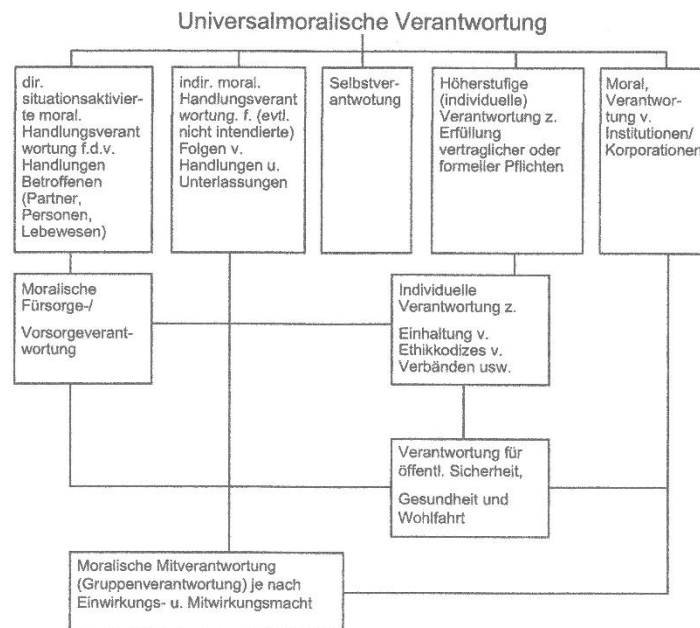 Universalmoralische Verantwortung
dir.
situationsaktivier-
te moral.
Handlungsverant
wortung f.d.v.
Handlungen
Betroffenen
(Partner,
Personen,
Lebewesen)
indir. moral.
Handlungsverant
wortung. f. (evtl.
nicht intendierte)
Folgen v.
Handlungen u.
Unterlassungen
Selbstver-
antwotung
Höherstufige
(individuelle)
Verantwortung z.
Erfüllung
vertraglicher oder
formeller Pflichten
Moral,
Verantwor-
tung v.
Institutionen/
Korporationen
Moralische
Fürsorge-/
Vorsorgeverant-
wortung
Individuelle
Verantwortung z.
Einhaltung v.
Ethikkodizes v.
Verbänden usw.
Verantwortung für
öffentl. Sicherheit,
Gesundheit und
Wohlfahrt
Moralische Mitverantwortung
(Gruppenverantwortung) je nach
Einwirkungs- u. Mitwirkungsmacht